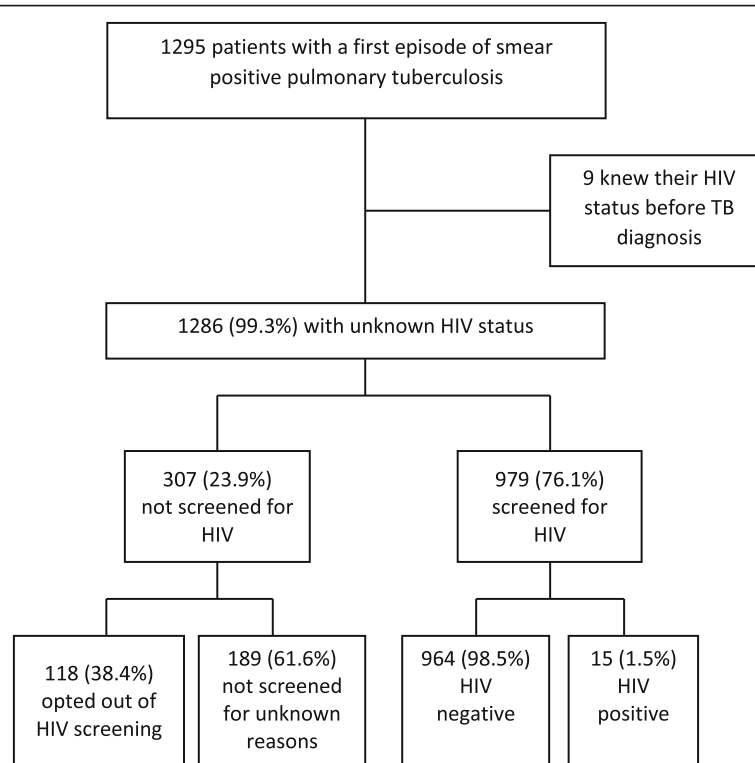 1295 patients with a first episode of smear
positive pulmonary tuberculosis
9 knew their HIV
status before TB
diagnosis
1286 (99.3%) with unknown HIV status
307 (23.9%)
not screened for
HIV
979 (76.1%)
screened for
HIV
118 (38.4%)
opted out of
HIV screening
189 (61.6%)
not screened
for unknown
reasons
964 (98.5%)
HIV
negative
15 (1.5%)
HIV
positive